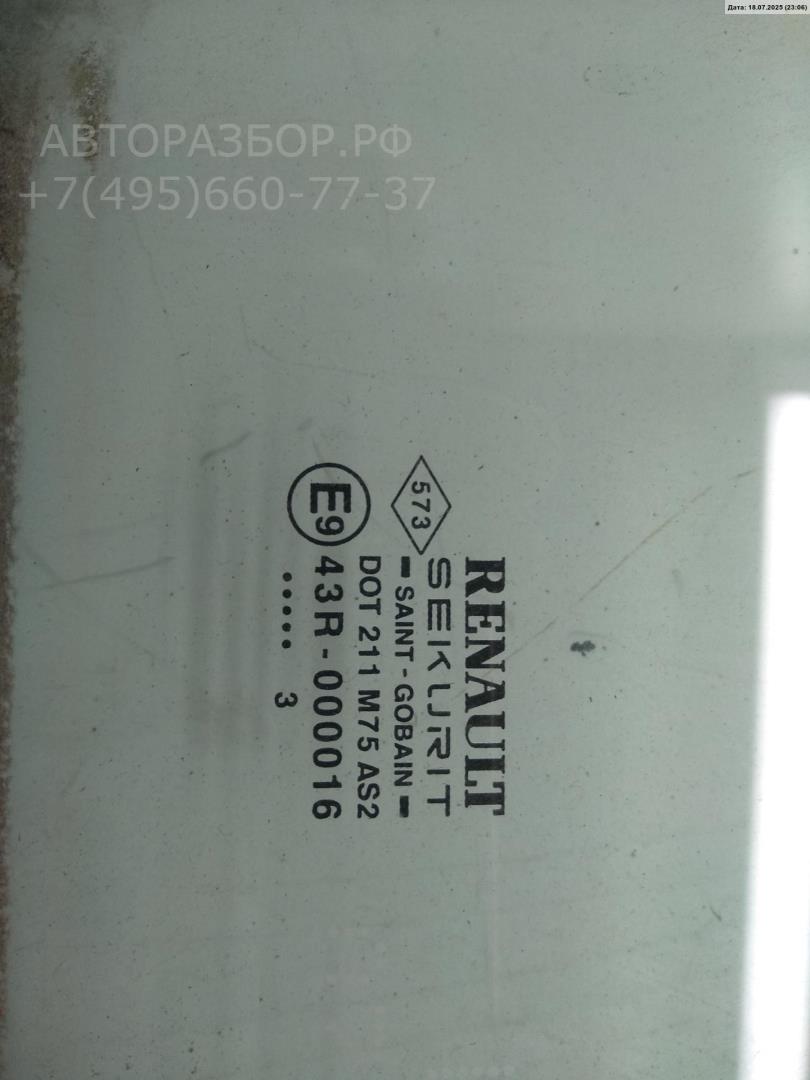 Дата: 18.07.2025 (23:06)
АВТОРАЗБОР.РФ
+7(495)660-77-37
RENAULT
573 SEKURIT
- SAINT - GOBAIN -
DOT 211 M75 AS2
E9 43R - 000016
..... 3